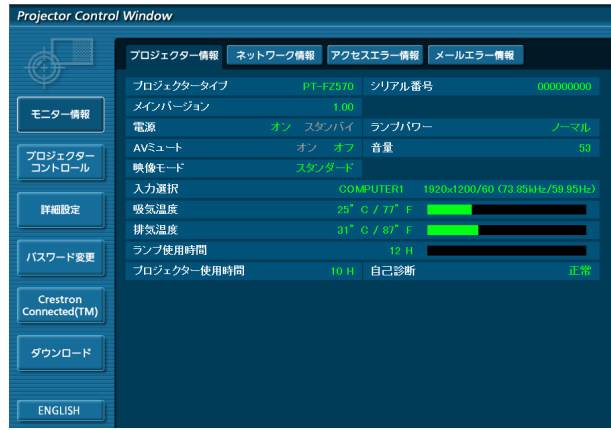 Projector Control Window
プロジェクター情報 ネットワーク情報 アクセスエラー情報 メールエラー情報
モニター情報
プロジェクター
コントロール
詳細設定
パスワード変更
Crestron
Connected(TM)
ダウンロード
ENGLISH
プロジェクタータイプ PT-FZ570 シリアル番号 000000000
メインバージョン 1.00
電源 オン スタンバイ ランプパワー ノーマル
AVミュート オン オフ 音量 53
映像モード スタンダード
入力選択 COMPUTER1 1920x1200/60 (73.85kHz/59.95Hz)
吸気温度 25° C / 77° F
排気温度 31° C / 87° F
ランプ使用時間 12 H
プロジェクター使用時間 10 H 自己診断 正常